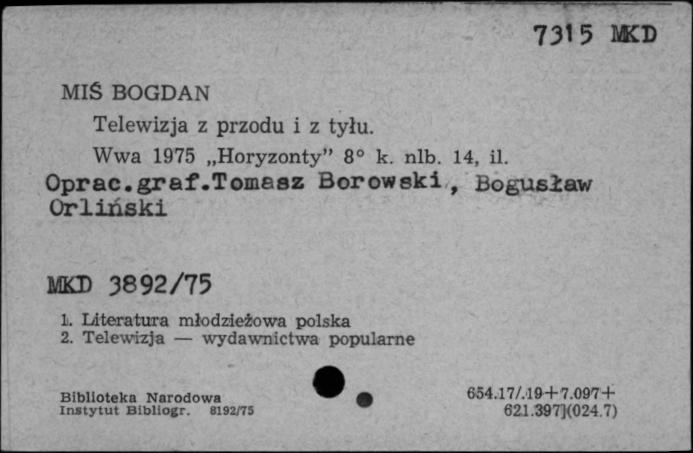 7315 MKD
MIŚ BOGDAN
Telewizja z przodu i z tyłu.
Wwa 1975 „Horyzonty” 8° k. nlb. 14, il.
Oprac.graf.Tomasz Borowski, Bogusław
Orliński
MKD 3892/75
1. Literatura młodzieżowa polska
2. Telewizja — wydawnictwa popularne
Biblioteka Narodowa
Instytut Bibliogr. 8192/75
654.17/.19+7.097+
621.397](024.7)